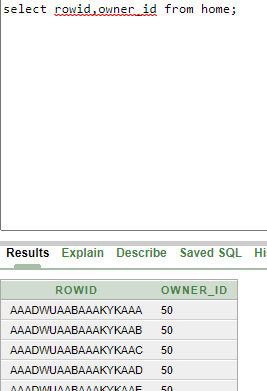 select rowid,owner_id from home;
Results Explain Describe Saved SQL Hi
ROWID OWNER_ID
AAADWUAABAAAKYKAAA 50
AAADWUAABAAAKYKAAB 50
AAADWUAABAAAKYKAAC 50
AAADWUAABAAAKYKAAD 50
AAADWUAABAAAKYKAAE 50